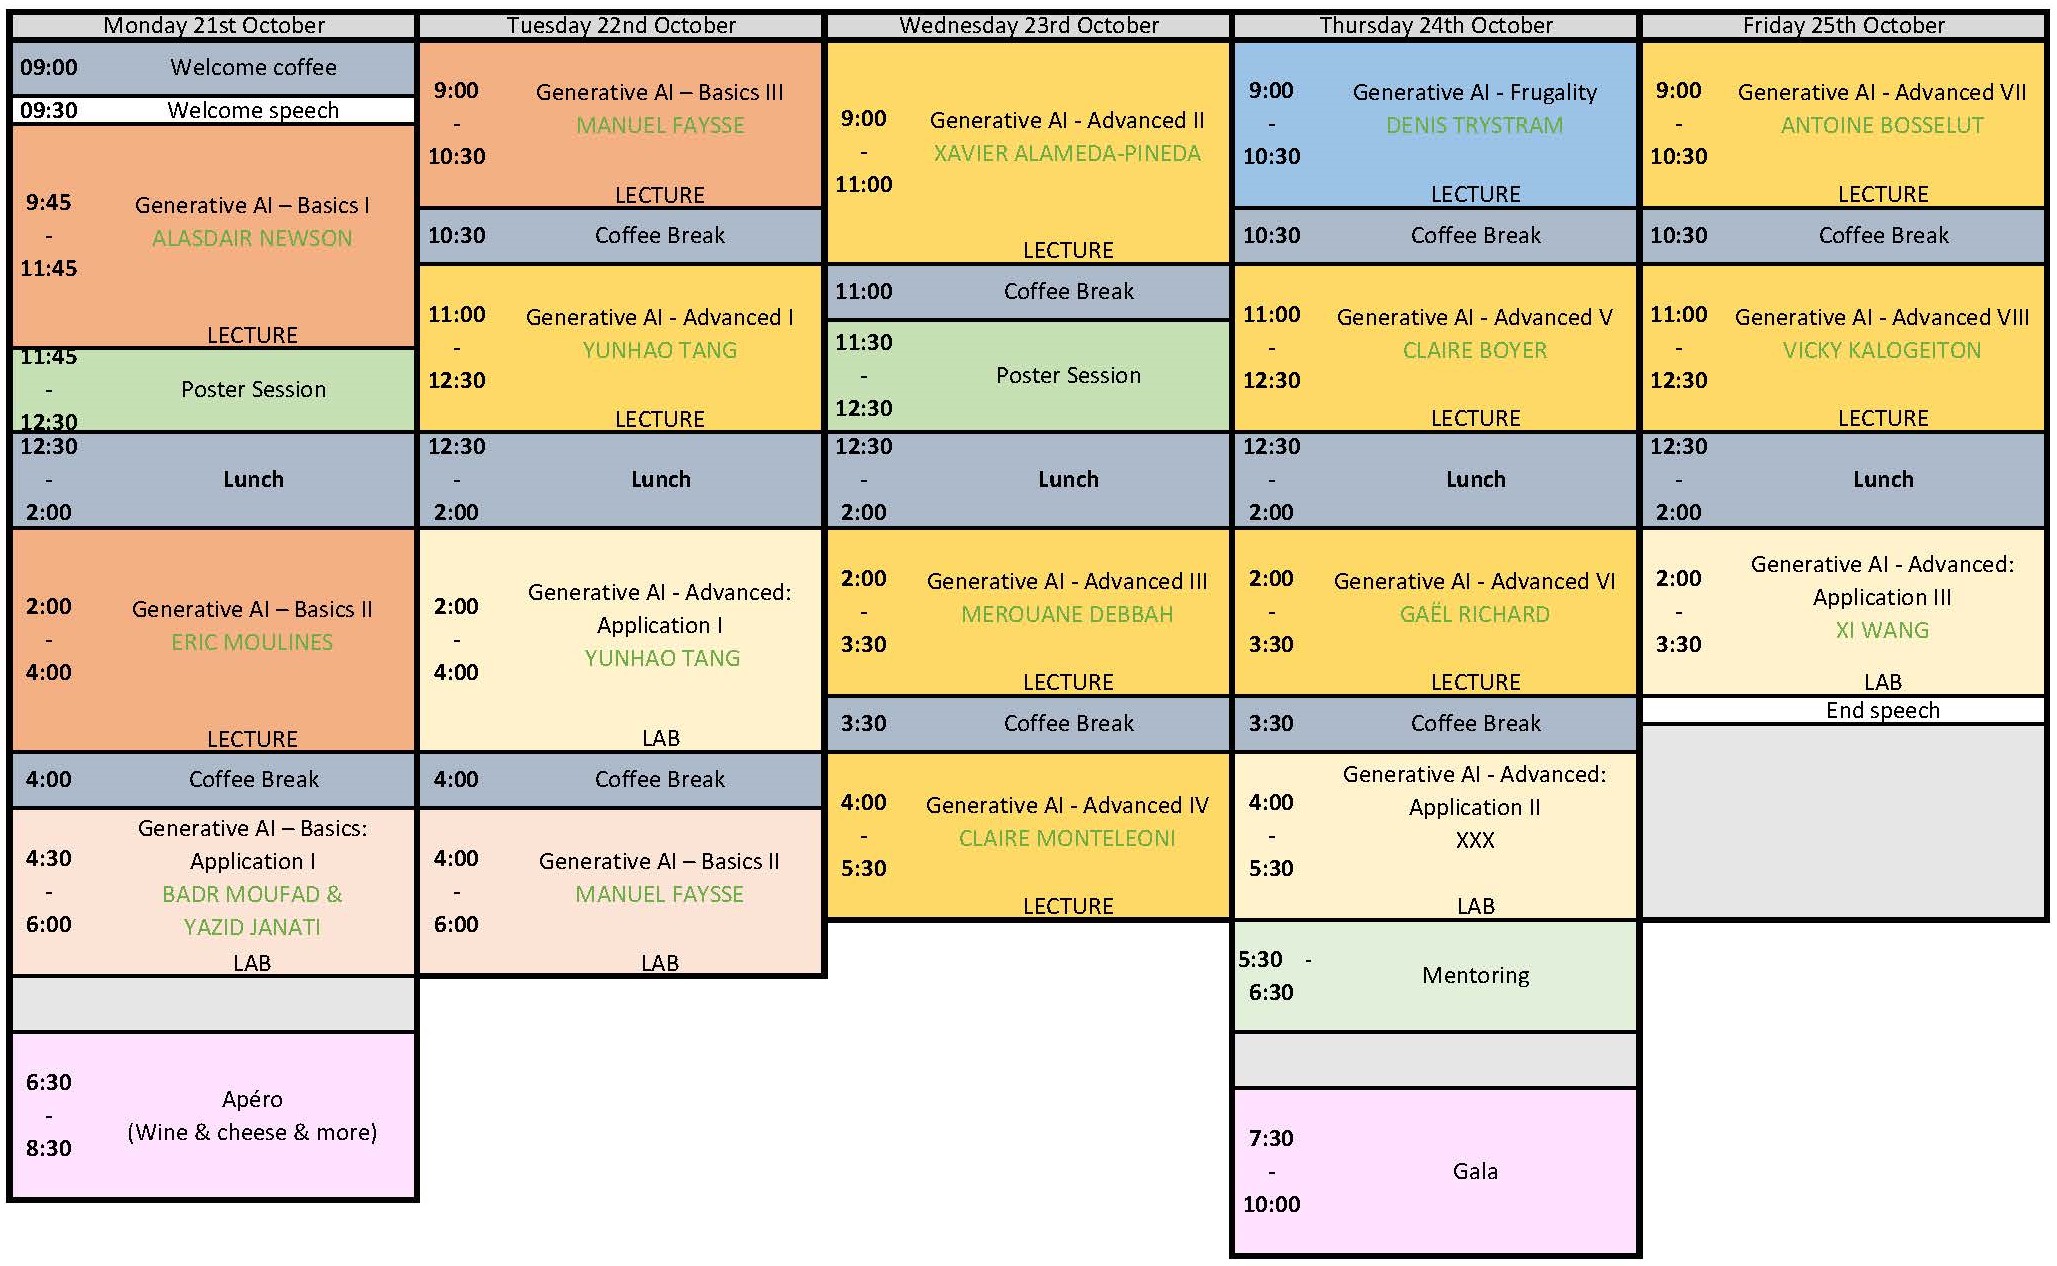 Monday 21st October
09:00
Welcome coffee
09:30
Welcome speech
9:45
-
11:45
Generative AI – Basics I
ALASDAIR NEWSON
LECTURE
11:45
-
12:30
Poster Session
12:30
-
2:00
Lunch
2:00
-
4:00
Generative AI – Basics II
ERIC MOULINES
LECTURE
4:00
Coffee Break
4:30
-
6:00
Generative AI – Basics:
Application I
BADR MOUFAD &
YAZID JANATI
LAB
6:30
-
8:30
Apéro
(Wine & cheese & more)
Tuesday 22nd October
9:00
-
10:30
Generative AI – Basics III
MANUEL FAYSSE
LECTURE
10:30
Coffee Break
11:00
-
12:30
Generative AI - Advanced I
YUNHAO TANG
LECTURE
12:30
-
2:00
Lunch
2:00
-
4:00
Generative AI - Advanced:
Application I
YUNHAO TANG
LAB
4:00
Coffee Break
4:00
-
6:00
Generative AI – Basics II
MANUEL FAYSSE
LAB
Wednesday 23rd October
9:00
-
11:00
Generative AI - Advanced II
XAVIER ALAMEDA-PINEDA
LECTURE
11:00
Coffee Break
11:30
-
12:30
Poster Session
12:30
-
2:00
Lunch
2:00
-
3:30
Generative AI - Advanced III
MEROUANE DEBBAH
LECTURE
3:30
Coffee Break
4:00
-
5:30
Generative AI - Advanced IV
CLAIRE MONTELEONI
LECTURE
Thursday 24th October
9:00
-
10:30
Generative AI - Frugality
DENIS TRYSTRAM
LECTURE
10:30
Coffee Break
11:00
-
12:30
Generative AI - Advanced V
CLAIRE BOYER
LECTURE
12:30
-
2:00
Lunch
2:00
-
3:30
Generative AI - Advanced VI
GAËL RICHARD
LECTURE
3:30
Coffee Break
4:00
-
5:30
Generative AI - Advanced:
Application II
XXX
LAB
5:30 -
6:30
Mentoring
7:30
-
10:00
Gala
Friday 25th October
9:00
-
10:30
Generative AI - Advanced VII
ANTOINE BOSSELUT
LECTURE
10:30
Coffee Break
11:00
-
12:30
Generative AI - Advanced VIII
VICKY KALOGEITON
LECTURE
12:30
-
2:00
Lunch
2:00
-
3:30
Generative AI - Advanced:
Application III
XI WANG
LAB
End speech